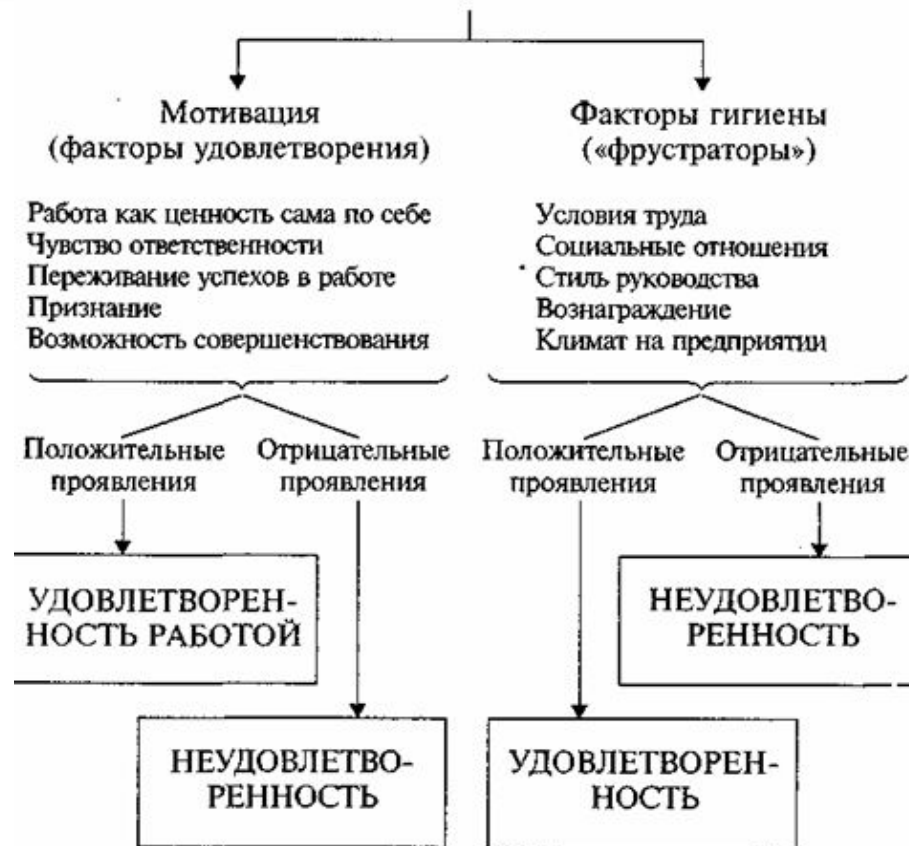 Мотивация
(факторы удовлетворения)
Работа как ценность сама по себе
Чувство ответственности
Переживание успехов в работе
Признание
Возможность совершенствования
Факторы гигиены
(«фрустраторы»)
Условия труда
Социальные отношения
Стиль руководства
Вознаграждение
Климат на предприятии
Положительные
проявления
Отрицательные
проявления
Положительные
проявления
Отрицательные
проявления
УДОВЛЕТВОРЕН-
НОСТЬ РАБОТОЙ
НЕУДОВЛЕТВО-
РЕННОСТЬ
НЕУДОВЛЕТВО-
РЕННОСТЬ
УДОВЛЕТВОРЕН-
НОСТЬ